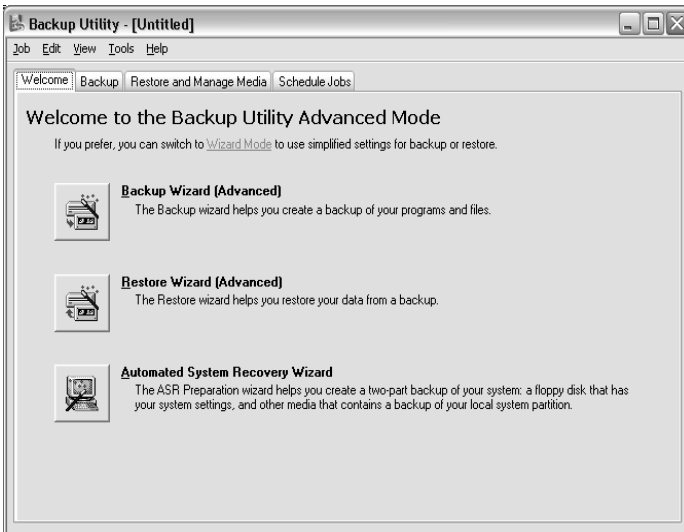 Backup Utility - [Untitled]
Job Edit View Tools Help
Welcome Backup Restore and Manage Media Schedule Jobs
Welcome to the Backup Utility Advanced Mode
If you prefer, you can switch to Wizard Mode to use simplified settings for backup or restore.
Backup Wizard (Advanced)
The Backup wizard helps you create a backup of your programs and files.
Restore Wizard (Advanced)
The Restore wizard helps you restore your data from a backup.
Automated System Recovery Wizard
The ASR Preparation wizard helps you create a two-part backup of your system: a floppy disk that has
your system settings, and other media that contains a backup of your local system partition.